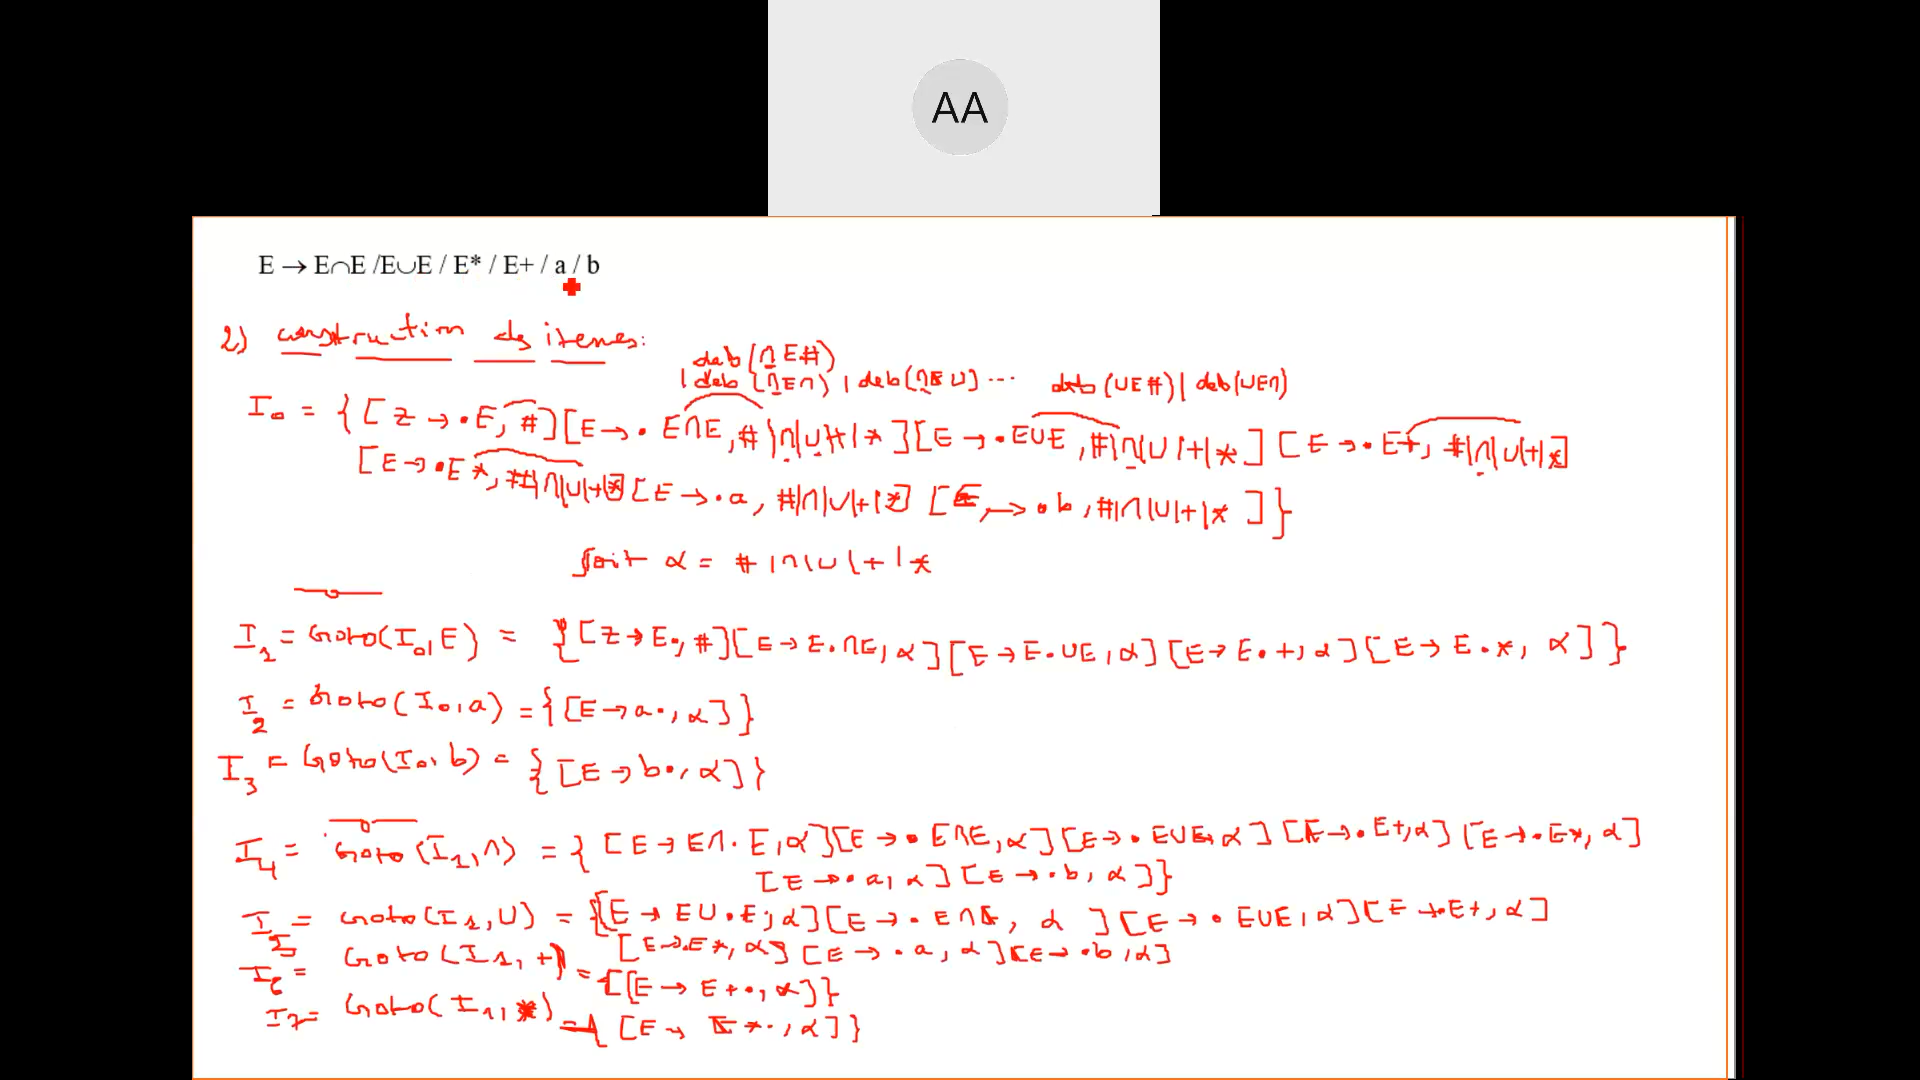 AA
E → E∩E /E∪E / E* / E+ / a / b
2) construction des items:
deb(∩E#)
| deb(∩E∩) | deb(∩E∪) ... deb(∪E#) | deb(∪E∩)
I₀ = { [Z → •E, #] [E → • E∩E, #|∩|∪|+|*] [E → •E∪E, #|∩|∪|+|*] [E → • E+, #|∩|∪|+|*]
[E → •E*, #|∩|∪|+|*] [E → •a, #|∩|∪|+|*] [E → •b, #|∩|∪|+|*] }
Soit α = #|∩|∪|+|*
I₁ = Goto(I₀, E) = {[Z → E•, #] [E → E•∩E, α] [E → E•∪E, α] [E → E•+, α] [E → E•*, α]}
I₂ = Goto(I₀, a) = {[E → a•, α]}
I₃ = Goto(I₀, b) = {[E → b•, α]}
I₄ = Goto(I₁, ∩) = { [E → E∩•E, α] [E → •E∩E, α] [E → •E∪E, α] [E → •E+, α] [E → •E*, α]
[E → •a, α] [E → •b, α]}
I₅ = Goto(I₁, ∪) = {[E → E∪•E, α] [E → •E∩E, α] [E → •E∪E, α] [E → •E+, α]
[E → •E*, α] [E → •a, α] [E → •b, α]
I₆ = Goto(I₁, +) = {[E → E+•, α]}
I₇ = Goto(I₁, *) = {[E → E*•, α]}